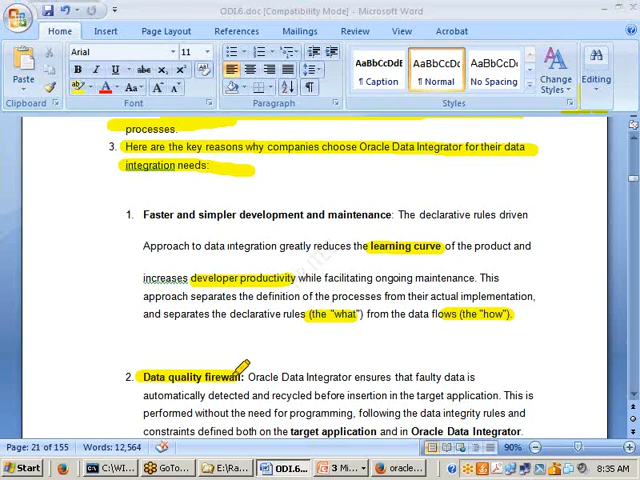 ODI.6.doc [Compatibility Mode] - Microsoft Word
Home Insert Page Layout References Mailings Review View Acrobat
Arial 11
Paste
AaBbCcDdE AaBbCcDc AaBbCcDc
¶ Caption ¶ Normal No Spacing
Change Styles
Editing
Clipboard Font Paragraph Styles
processes.
3. Here are the key reasons why companies choose Oracle Data Integrator for their data
integration needs:
1. Faster and simpler development and maintenance: The declarative rules driven
Approach to data integration greatly reduces the learning curve of the product and
increases developer productivity while facilitating ongoing maintenance. This
approach separates the definition of the processes from their actual implementation,
and separates the declarative rules (the "what") from the data flows (the "how").
2. Data quality firewall: Oracle Data Integrator ensures that faulty data is
automatically detected and recycled before insertion in the target application. This is
performed without the need for programming, following the data integrity rules and
constraints defined both on the target application and in Oracle Data Integrator.
Page: 21 of 155 Words: 12,564 90%
Start C:\WI... GoTo... E:\Ra... ODI.6... 3 Mi... oracle...